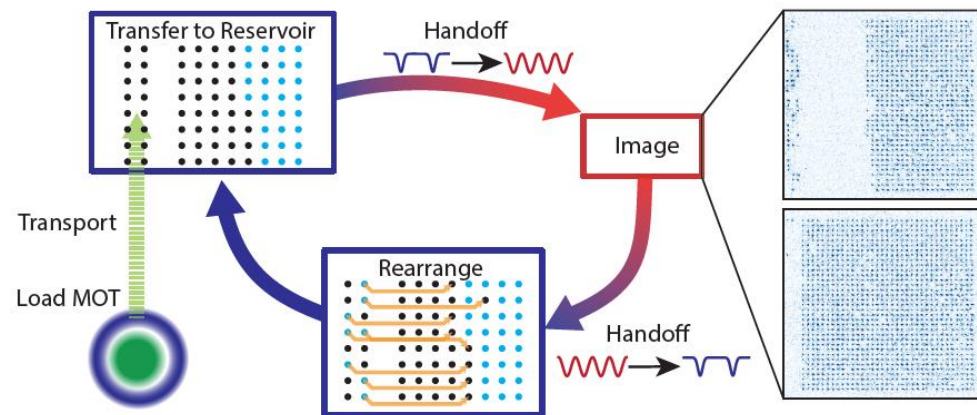 Transfer to Reservoir
Handoff
Image
Transport
Load MOT
Rearrange
Handoff